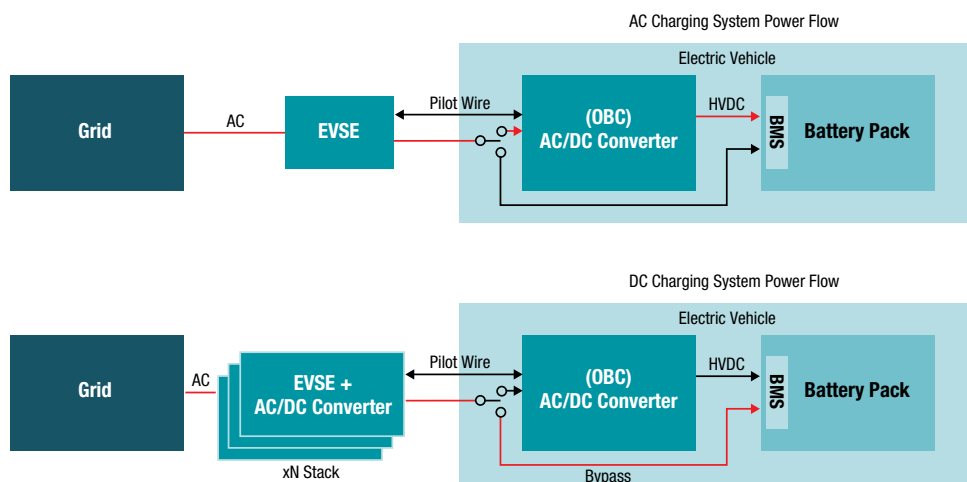 AC Charging System Power Flow
Electric Vehicle
Grid
AC
EVSE
Pilot Wire
(OBC)
AC/DC Converter
HVDC
BMS
Battery Pack
DC Charging System Power Flow
Electric Vehicle
Grid
AC
EVSE +
AC/DC Converter
xN Stack
Pilot Wire
(OBC)
AC/DC Converter
HVDC
BMS
Battery Pack
Bypass